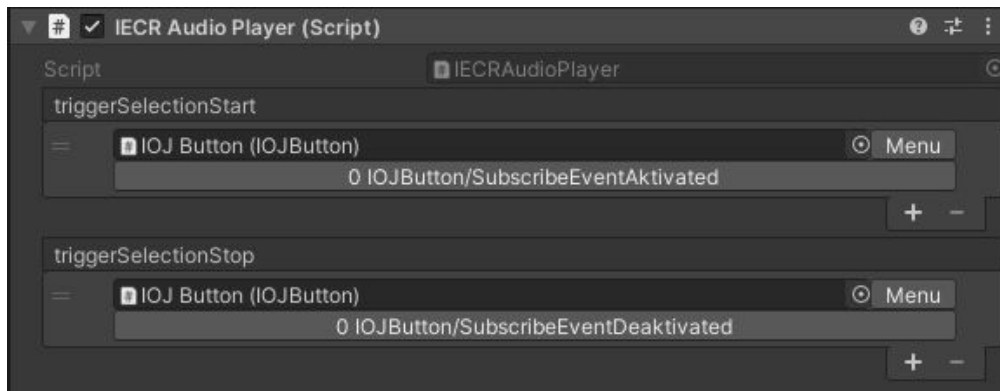 IECR Audio Player (Script)
Script IECRAudioPlayer
triggerSelectionStart
IOJ Button (IOJButton) Menu
0 IOJButton/SubscribeEventAktivated
+ −
triggerSelectionStop
IOJ Button (IOJButton) Menu
0 IOJButton/SubscribeEventDeaktivated
+ −